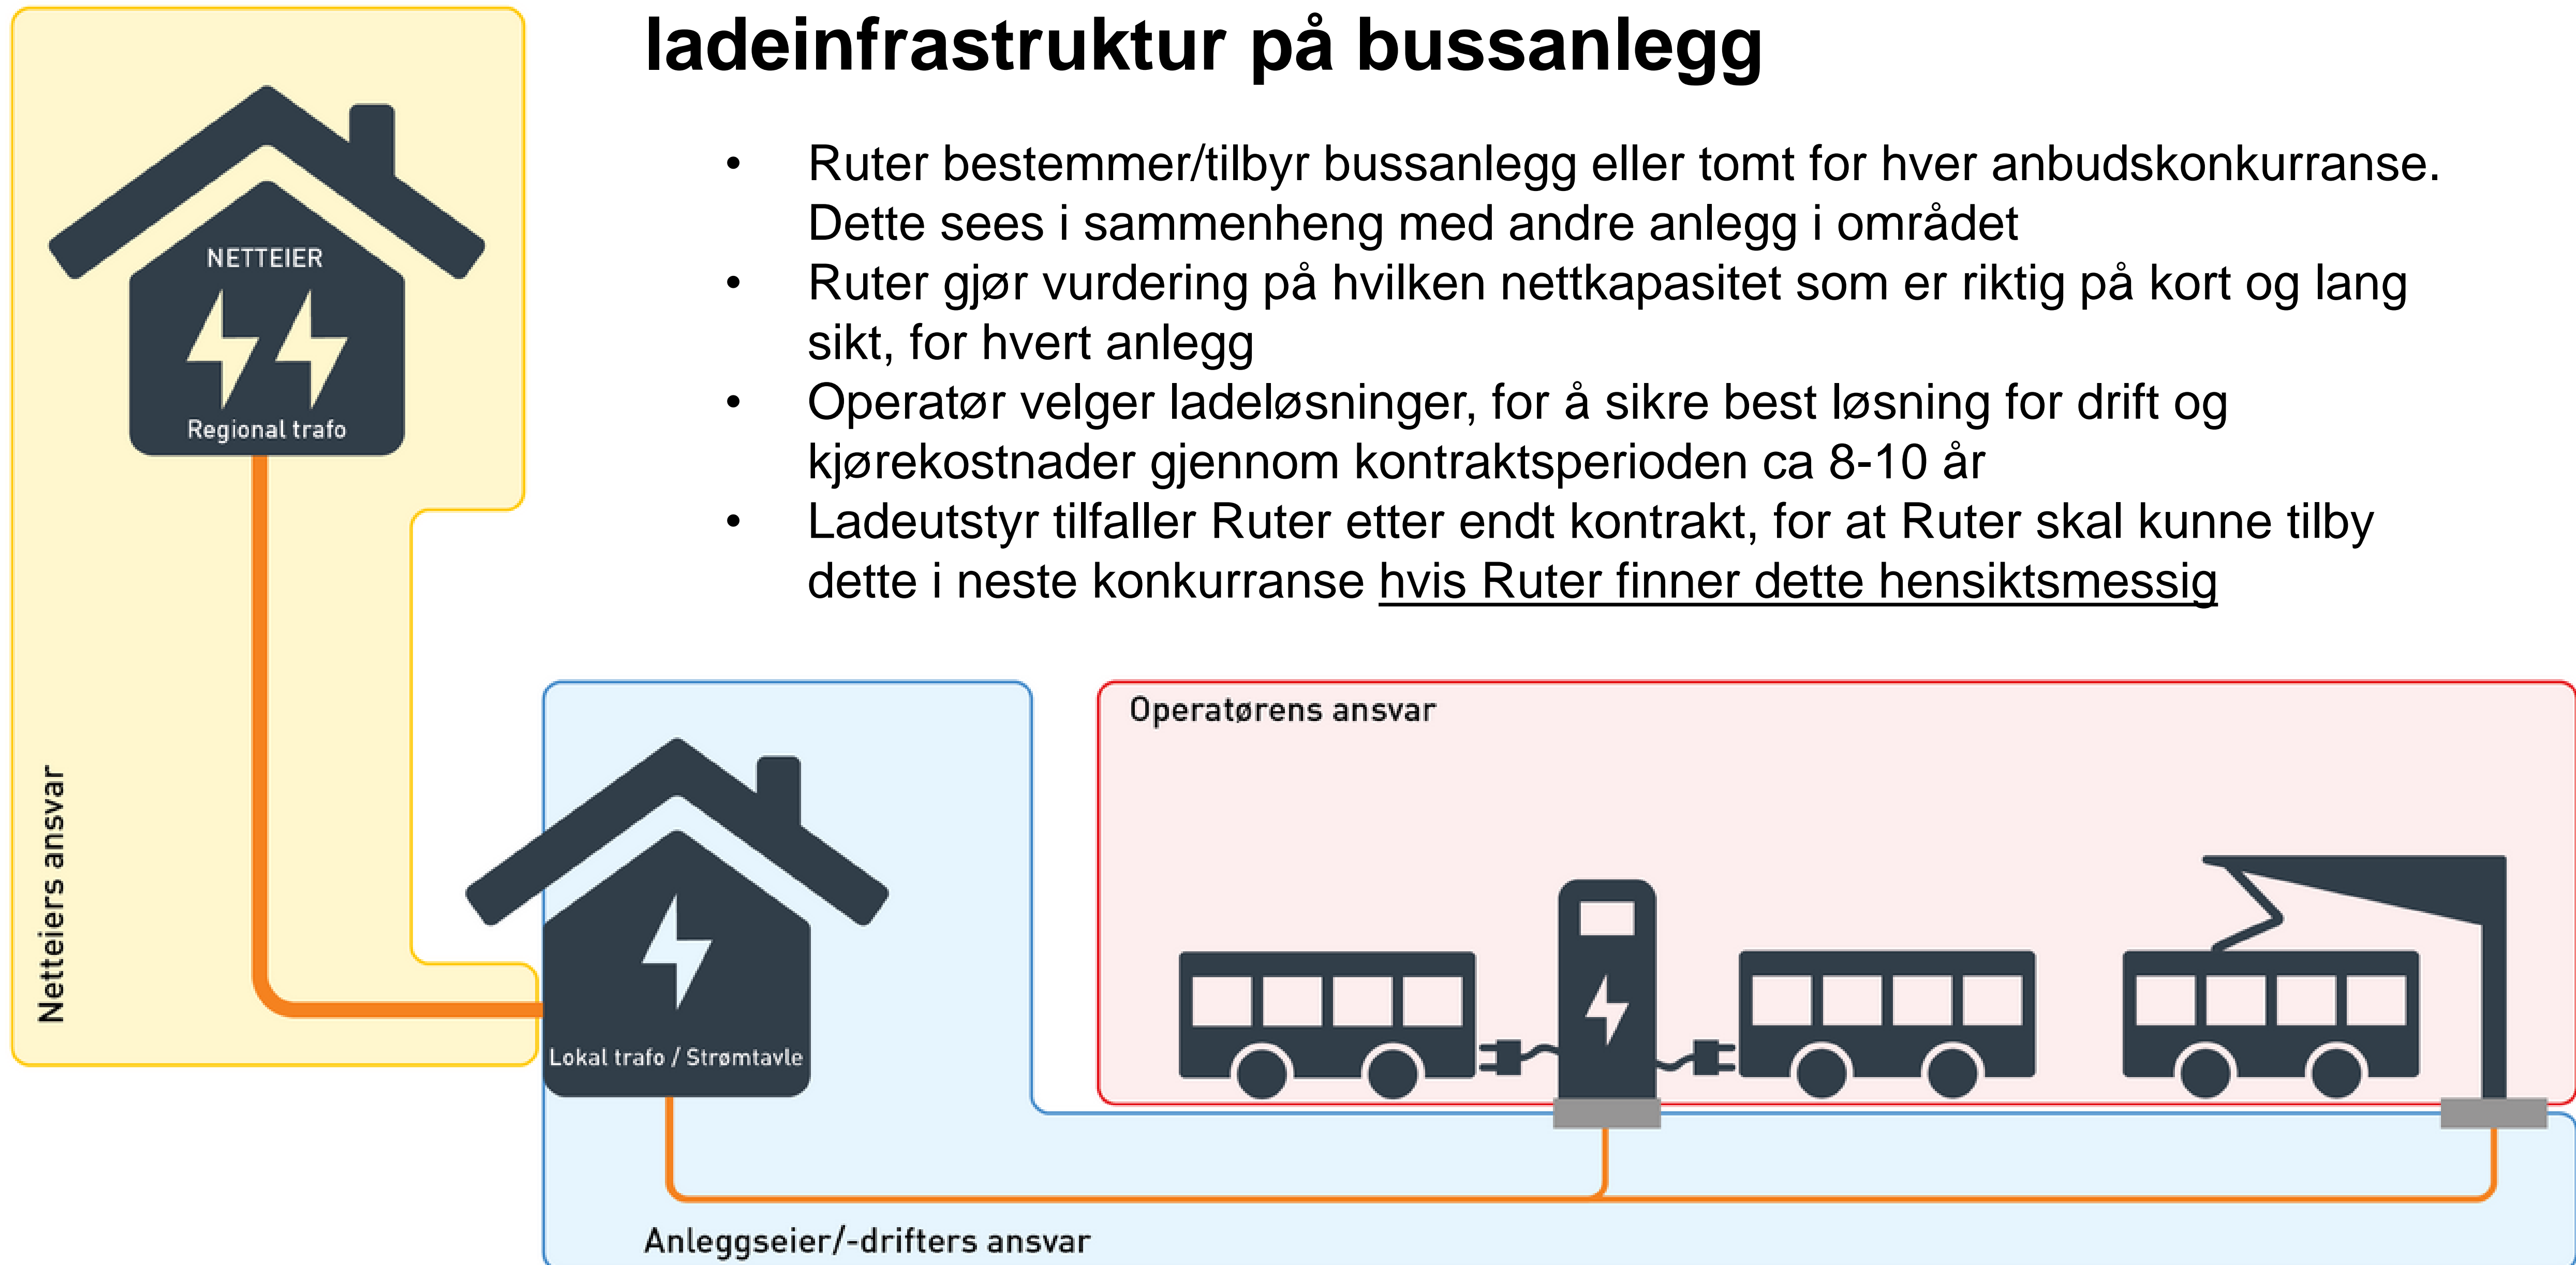 ladeinfrastruktur på bussanlegg
• Ruter bestemmer/tilbyr bussanlegg eller tomt for hver anbudskonkurranse.
Dette sees i sammenheng med andre anlegg i området
• Ruter gjør vurdering på hvilken nettkapasitet som er riktig på kort og lang
sikt, for hvert anlegg
• Operatør velger ladeløsninger, for å sikre best løsning for drift og
kjørekostnader gjennom kontraktsperioden ca 8-10 år
• Ladeutstyr tilfaller Ruter etter endt kontrakt, for at Ruter skal kunne tilby
dette i neste konkurranse hvis Ruter finner dette hensiktsmessig
NETTEIER
Regional trafo
Netteiers ansvar
Lokal trafo / Strømtavle
Operatørens ansvar
Anleggseier/-drifters ansvar